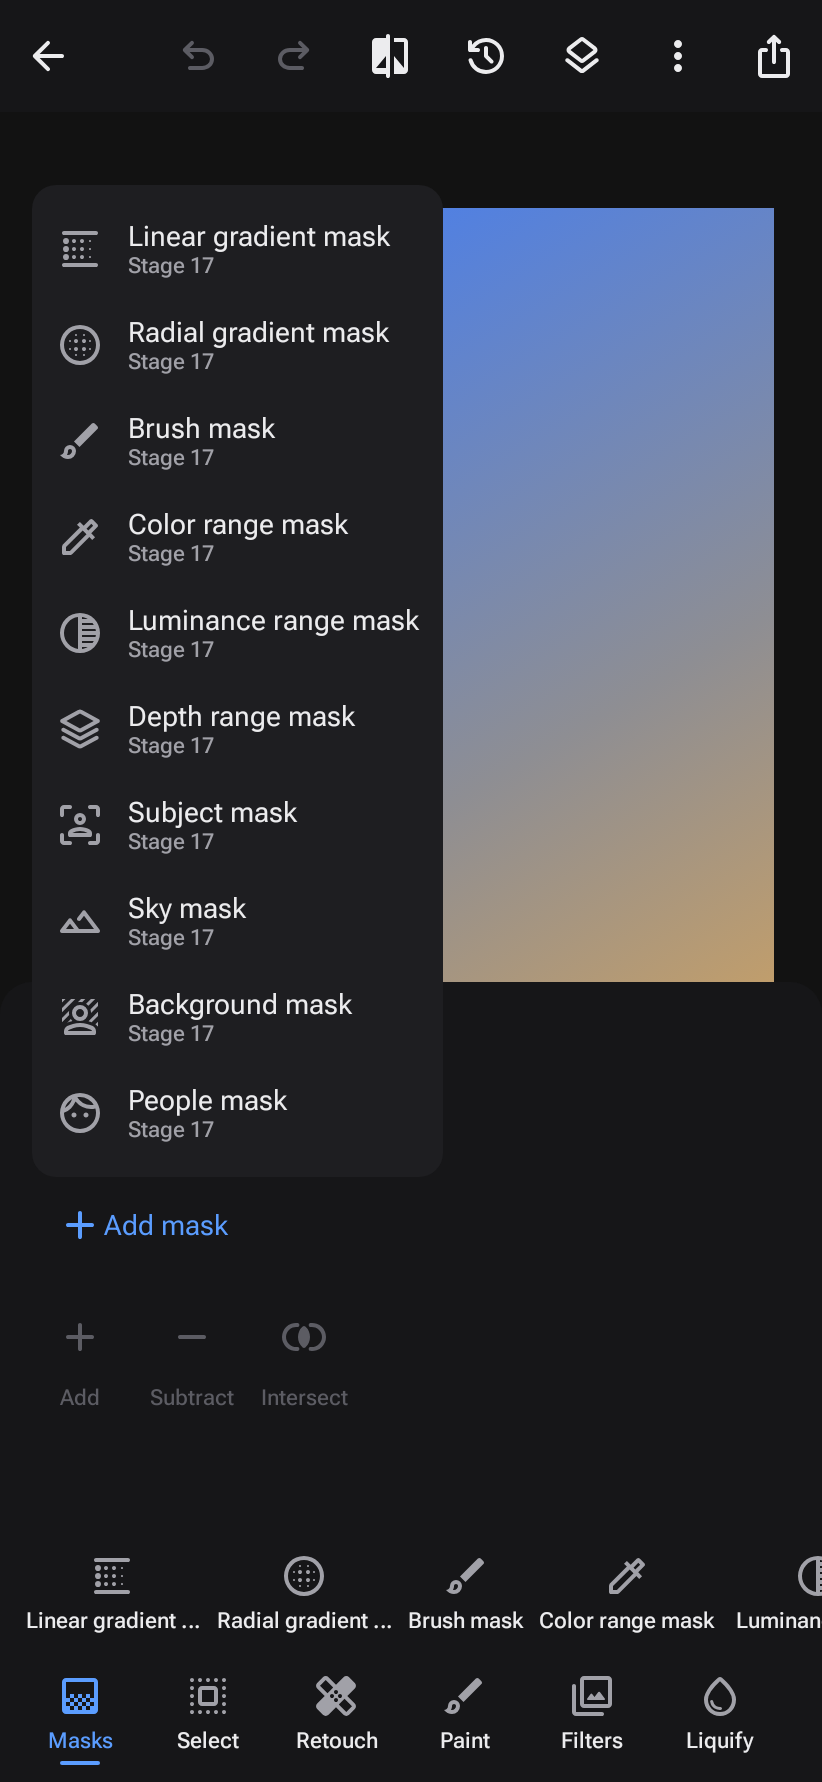 Linear gradient mask
Stage 17
Radial gradient mask
Stage 17
Brush mask
Stage 17
Color range mask
Stage 17
Luminance range mask
Stage 17
Depth range mask
Stage 17
Subject mask
Stage 17
Sky mask
Stage 17
Background mask
Stage 17
People mask
Stage 17
Add mask
Add Subtract Intersect
Linear gradient ... Radial gradient ... Brush mask Color range mask Luminan
Masks Select Retouch Paint Filters Liquify